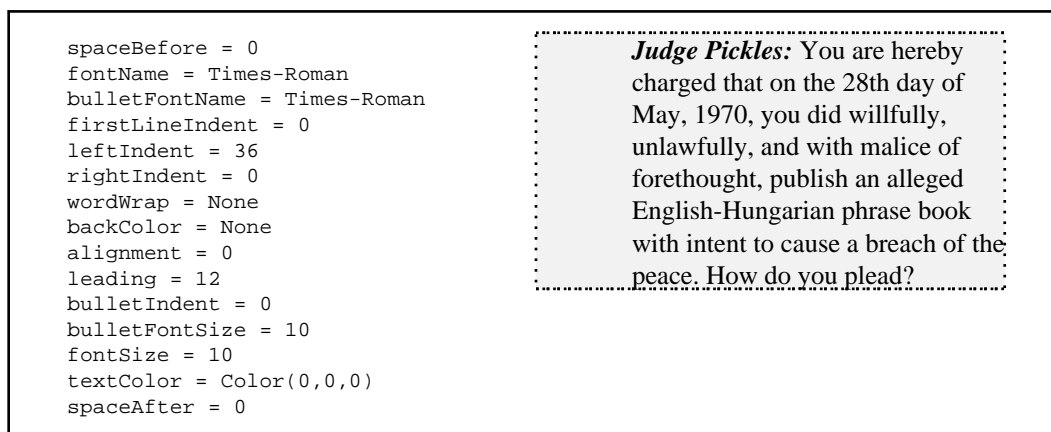 spaceBefore = 0
fontName = Times-Roman
bulletFontName = Times-Roman
firstLineIndent = 0
leftIndent = 36
rightIndent = 0
wordWrap = None
backColor = None
alignment = 0
leading = 12
bulletIndent = 0
bulletFontSize = 10
fontSize = 10
textColor = Color(0,0,0)
spaceAfter = 0
Judge Pickles: You are hereby
charged that on the 28th day of
May, 1970, you did willfully,
unlawfully, and with malice of
forethought, publish an alleged
English-Hungarian phrase book
with intent to cause a breach of the
peace. How do you plead?